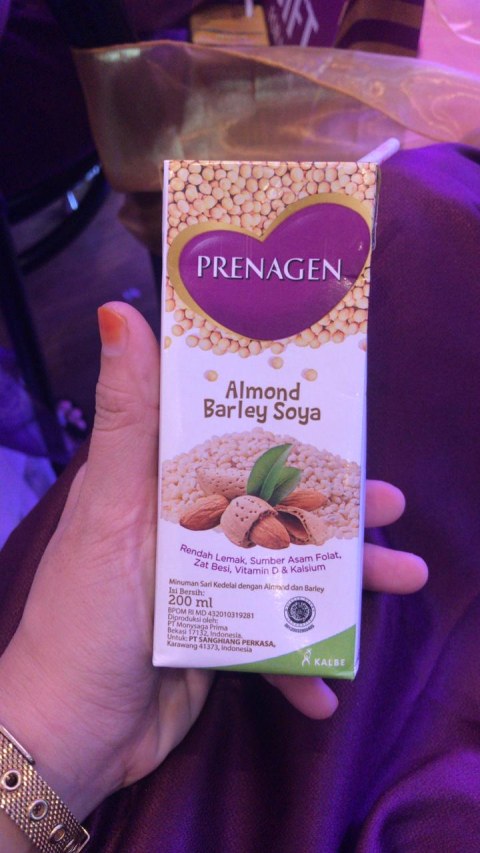 PRENAGEN
Almond
Barley Soya
Rendah Lemak, Sumber Asam Folat,
Zat Besi, Vitamin D & Kalsium
Minuman Sari Kedelai dengan Almond dan Barley
Isi Bersih:
200 ml
BPOM RI MD 432010319281
Diproduksi oleh:
PT Monysaga Prima
Bekasi 17132, Indonesia.
Untuk: PT SANGHIANG PERKASA,
Karawang 41373, Indonesia
KALBE